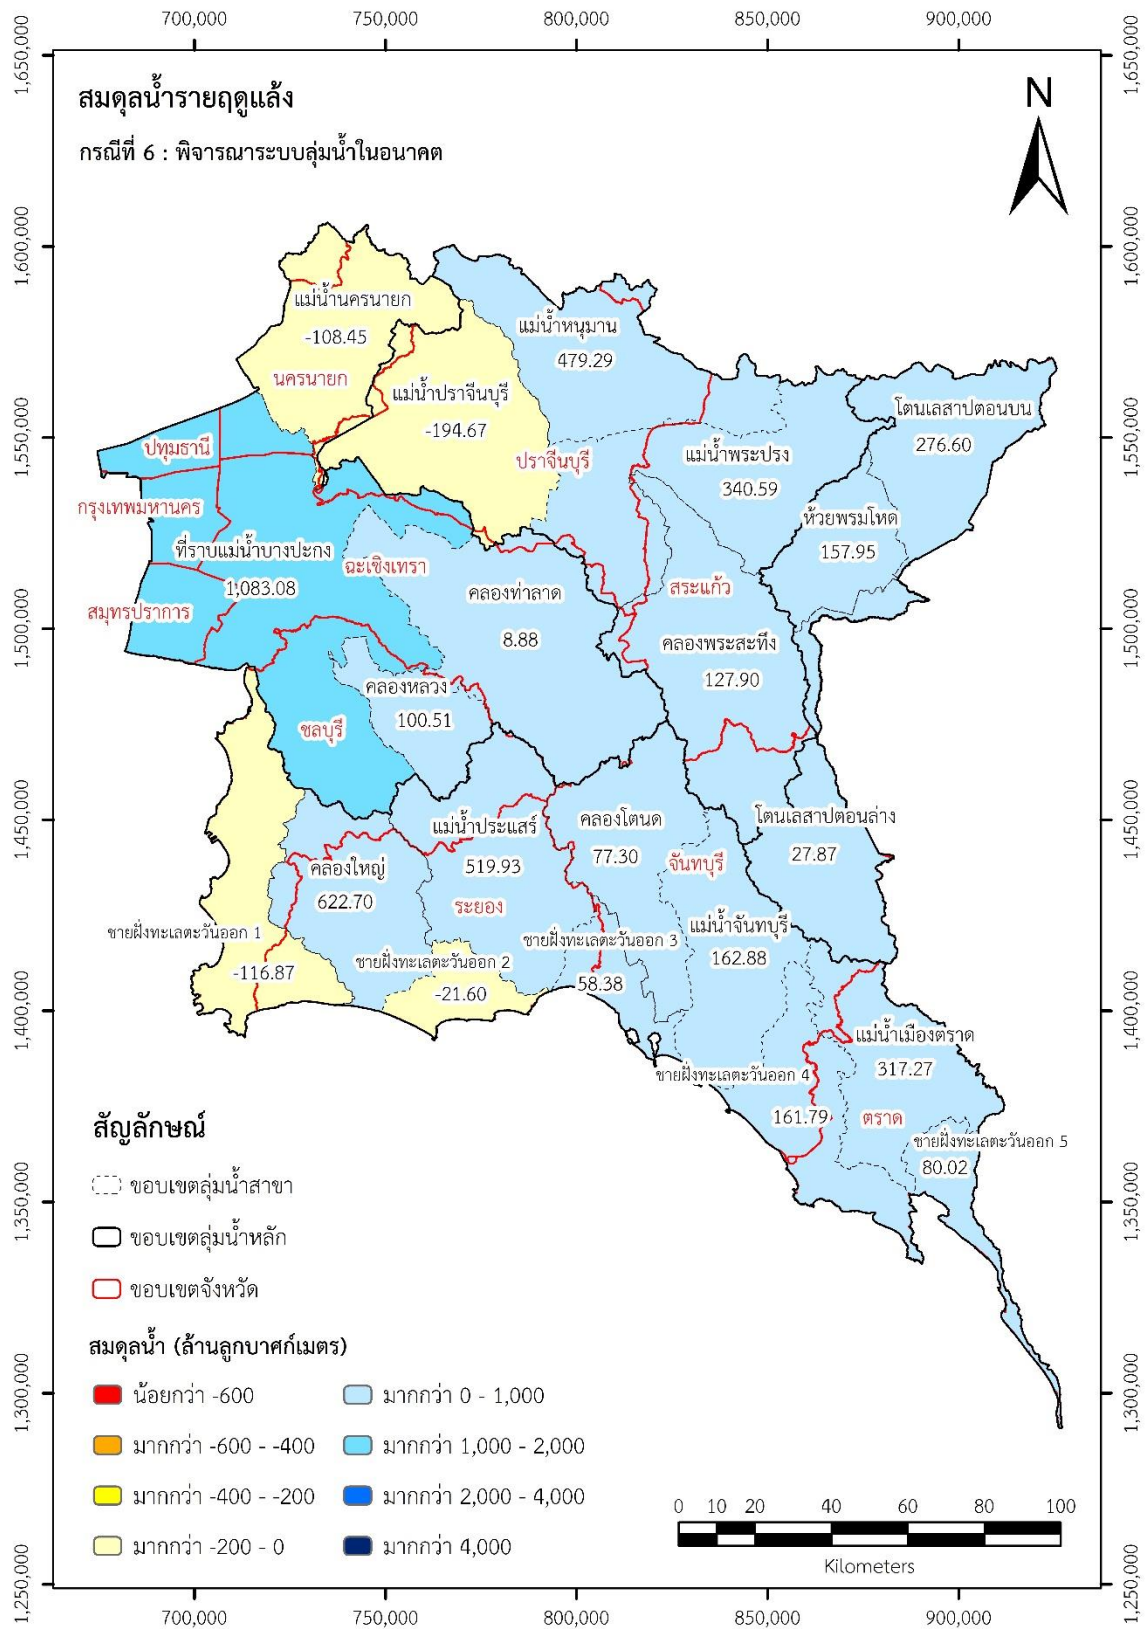 700,000 750,000 800,000 850,000 900,000
1,650,000 1,650,000
สมดุลน้ำรายฤดูแล้ง
N
กรณีที่ 6 : พิจารณาระบบลุ่มน้ำในอนาคต
1,600,000 1,600,000
แม่น้ำนครนายก
-108.45
นครนายก
แม่น้ำหนุมาน
479.29
แม่น้ำปราจีนบุรี
-194.67
ปราจีนบุรี
โตนเลสาปตอนบน
276.60
1,550,000 1,550,000
ปทุมธานี
แม่น้ำพระปรง
340.59
กรุงเทพมหานคร
ห้วยพรมโหด
157.95
ที่ราบแม่น้ำบางปะกง
1,083.08
ฉะเชิงเทรา
สมุทรปราการ
คลองท่าลาด
8.88
สระแก้ว
1,500,000 1,500,000
คลองพระสะทึง
127.90
คลองหลวง
100.51
ชลบุรี
1,450,000 1,450,000
แม่น้ำประแสร์
519.93
คลองโตนด
77.30
โตนเลสาปตอนล่าง
27.87
จันทบุรี
คลองใหญ่
622.70
ระยอง
แม่น้ำจันทบุรี
162.88
ชายฝั่งทะเลตะวันออก 1
-116.87
ชายฝั่งทะเลตะวันออก 2
-21.60
ชายฝั่งทะเลตะวันออก 3
58.38
1,400,000 1,400,000
แม่น้ำเมืองตราด
317.27
ชายฝั่งทะเลตะวันออก 4
161.79
ตราด
ชายฝั่งทะเลตะวันออก 5
80.02
1,350,000 1,350,000
สัญลักษณ์
ขอบเขตลุ่มน้ำสาขา
ขอบเขตลุ่มน้ำหลัก
ขอบเขตจังหวัด
สมดุลน้ำ (ล้านลูกบาศก์เมตร)
1,300,000 1,300,000
น้อยกว่า -600 มากกว่า 0 - 1,000
มากกว่า -600 - -400 มากกว่า 1,000 - 2,000
มากกว่า -400 - -200 มากกว่า 2,000 - 4,000
มากกว่า -200 - 0 มากกว่า 4,000
0 10 20 40 60 80 100
Kilometers
1,250,000 1,250,000
700,000 750,000 800,000 850,000 900,000